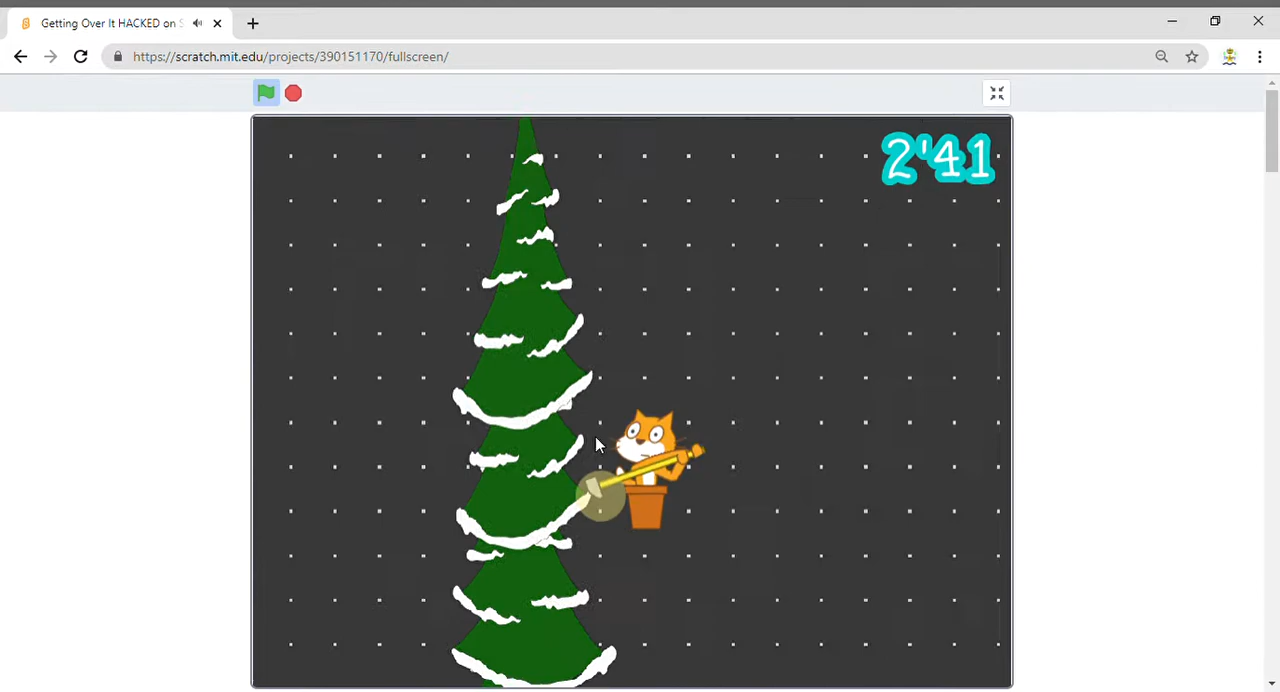 Getting Over It HACKED on S
https://scratch.mit.edu/projects/390151170/fullscreen/
2'41